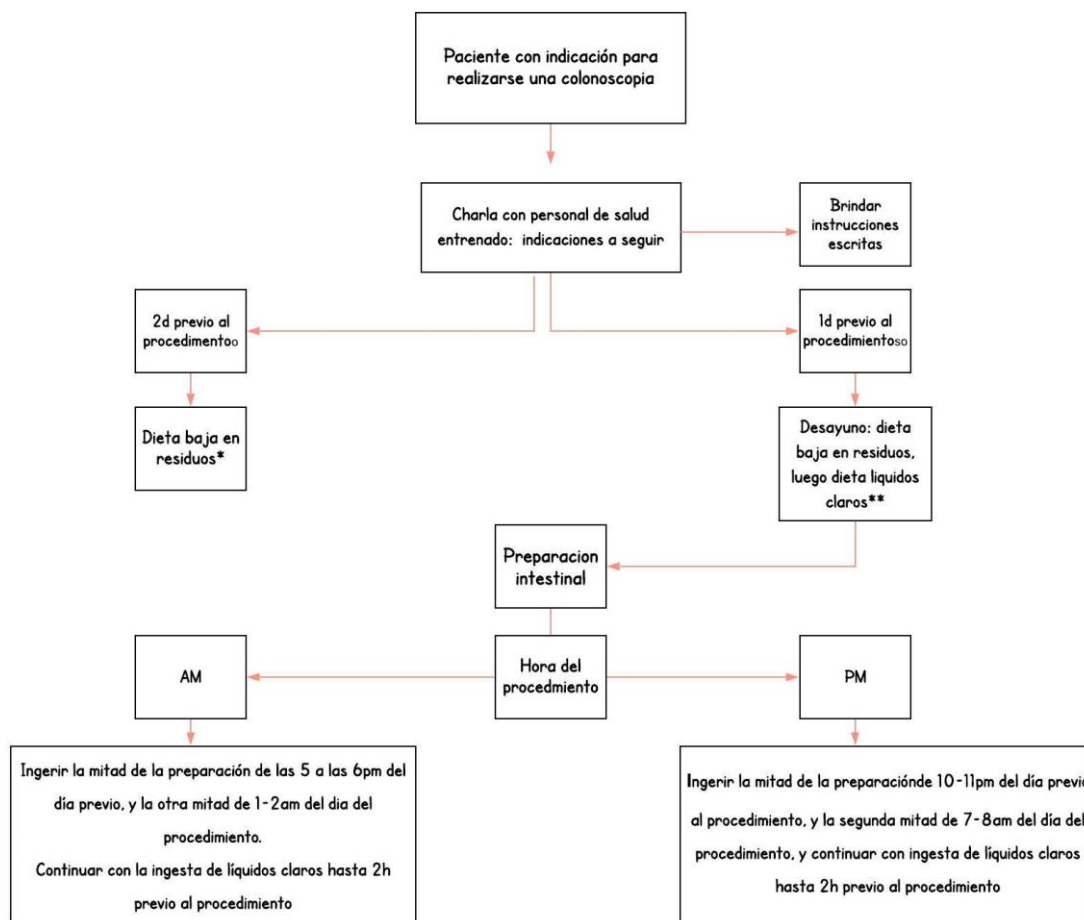 Paciente con indicación para
realizarse una colonoscopia
Charla con personal de salud
entrenado: indicaciones a seguir
Brindar
instrucciones
escritas
2d previo al
procedimentoo
1d previo al
procedimientoso
Dieta baja en
residuos*
Desayuno: dieta
baja en residuos,
luego dieta liquidos
claros**
Preparacion
intestinal
AM
Hora del
procedmiento
PM
Ingerir la mitad de la preparación de las 5 a las 6pm del
día previo, y la otra mitad de 1-2am del dia del
procedimiento.
Continuar con la ingesta de líquidos claros hasta 2h
previo al procedimiento
Ingerir la mitad de la preparaciónde 10-11pm del día previo
al procedimiento, y la segunda mitad de 7-8am del día del
procedimiento, y continuar con ingesta de líquidos claros
hasta 2h previo al procedimiento